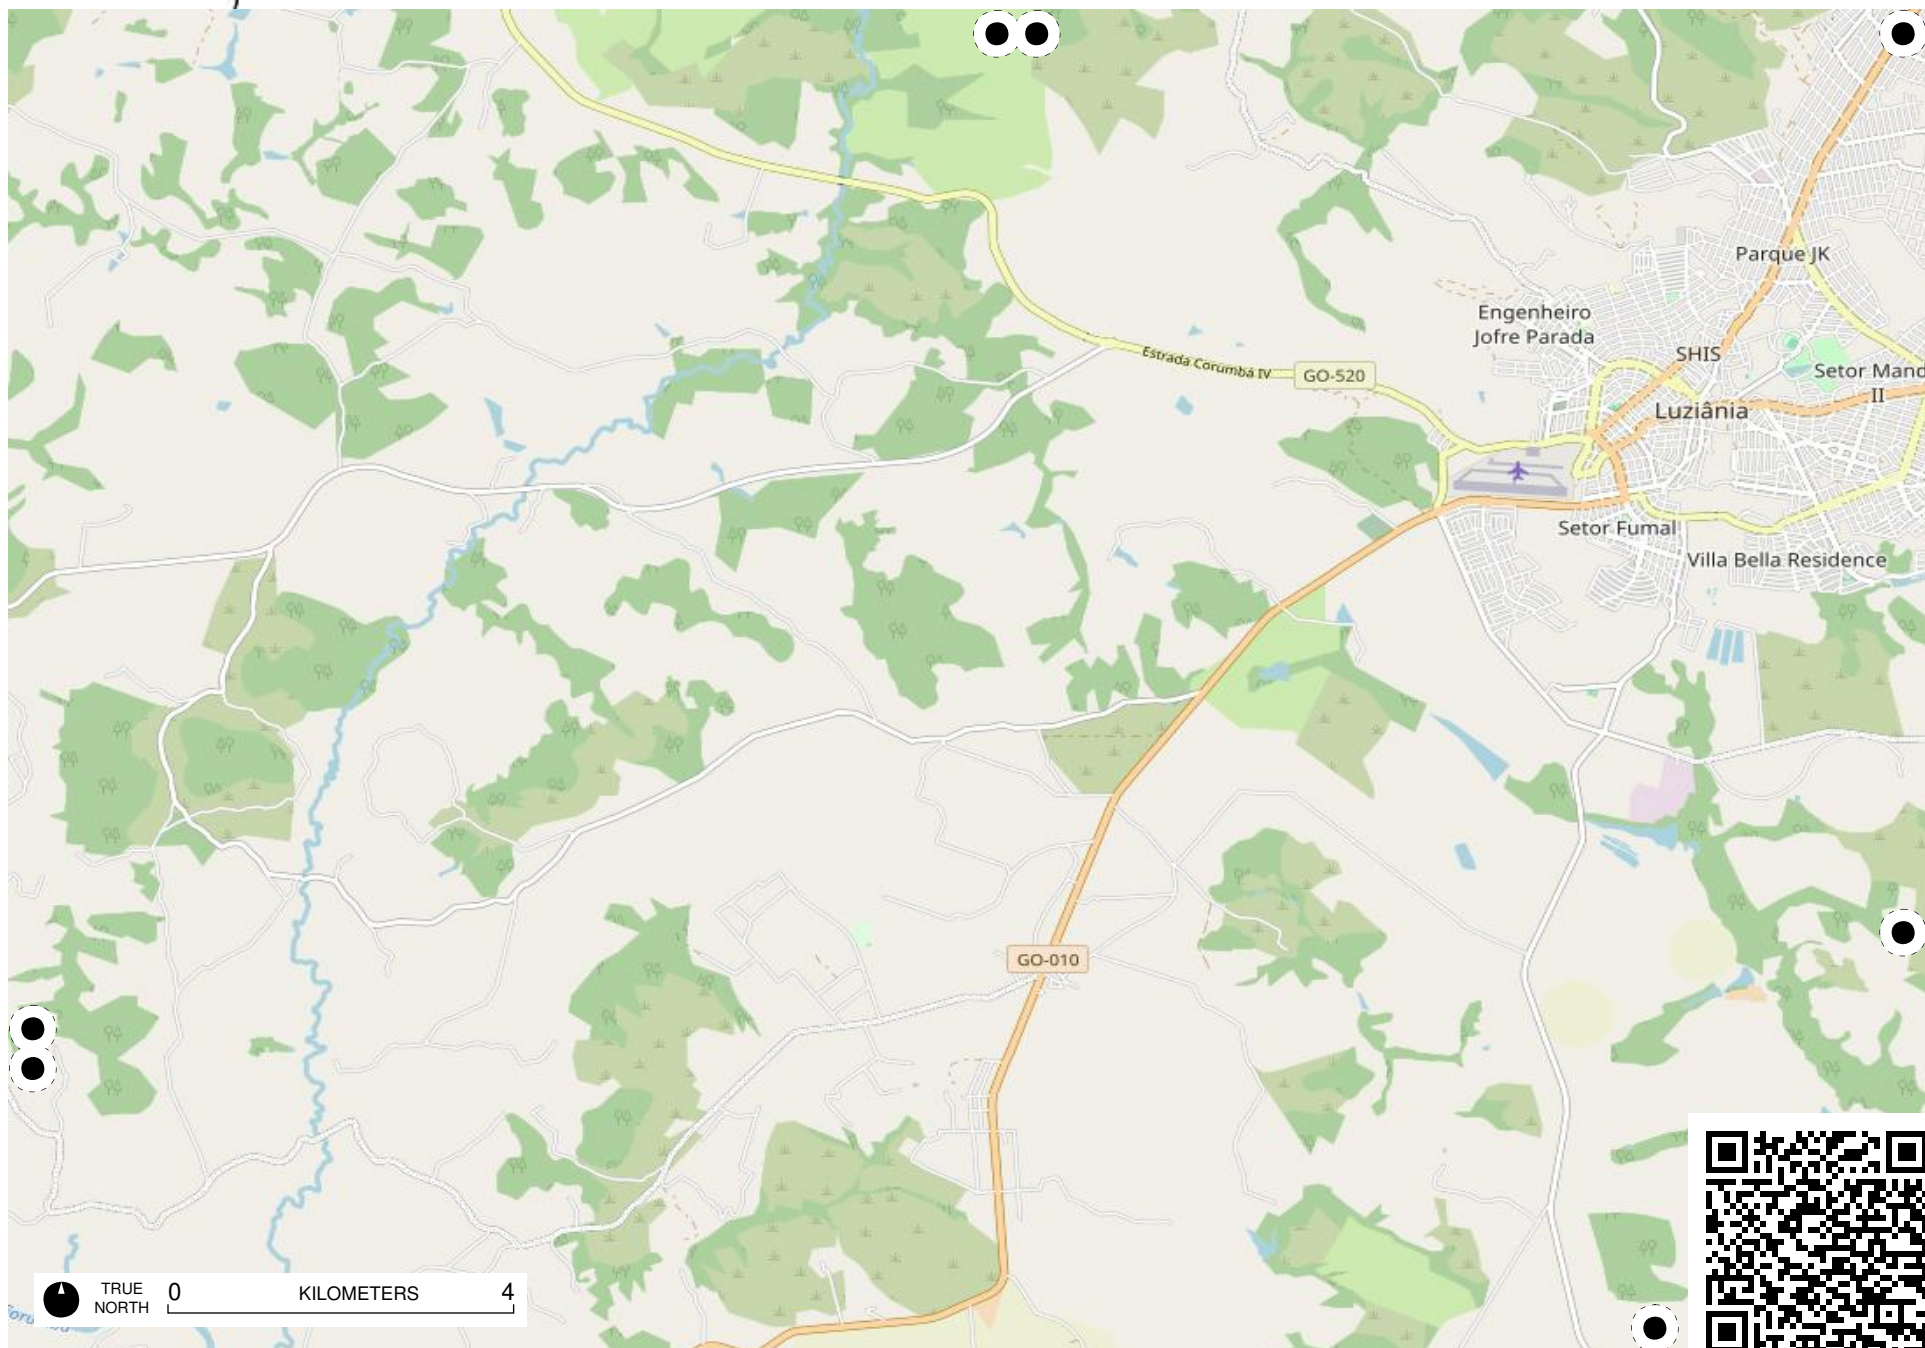 Parque JK
Engenheiro
Jofre Parada
SHIS
Estrada Corumbá IV
GO-520
Setor Mand
II
Luziânia
Setor Fumal
Villa Bella Residence
GO-010
TRUE
NORTH
0
KILOMETERS
4